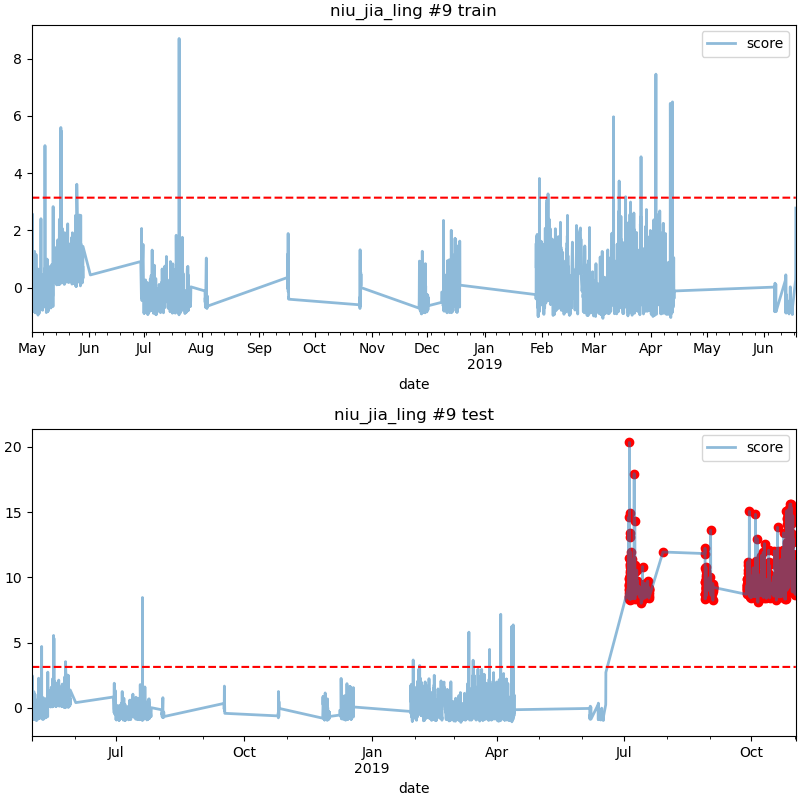 niu_jia_ling #9 train
score
8
6
4
2
0
May Jun Jul Aug Sep Oct Nov Dec Jan Feb Mar Apr May Jun
2019
date
niu_jia_ling #9 test
score
20
15
10
5
0
Jul Oct Jan Apr Jul Oct
2019
date